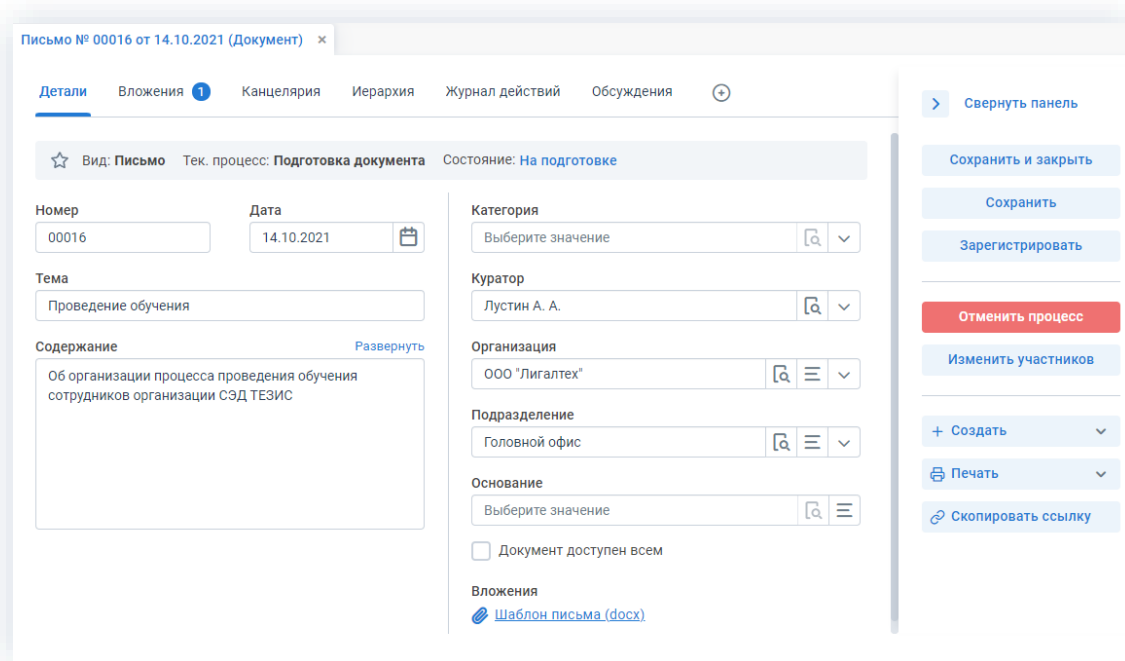 Письмо № 00016 от 14.10.2021 (Документ) ×
Детали Вложения 1 Канцелярия Иерархия Журнал действий Обсуждения
Вид: Письмо Тек. процесс: Подготовка документа Состояние: На подготовке
Номер Дата
00016 14.10.2021
Тема
Проведение обучения
Содержание Развернуть
Об организации процесса проведения обучения
сотрудников организации СЭД ТЕЗИС
Категория
Выберите значение
Куратор
Лустин А. А.
Организация
ООО "Лигалтех"
Подразделение
Головной офис
Основание
Выберите значение
Документ доступен всем
Вложения
Шаблон письма (docx)
Свернуть панель
Сохранить и закрыть
Сохранить
Зарегистрировать
Отменить процесс
Изменить участников
+ Создать
Печать
Скопировать ссылку